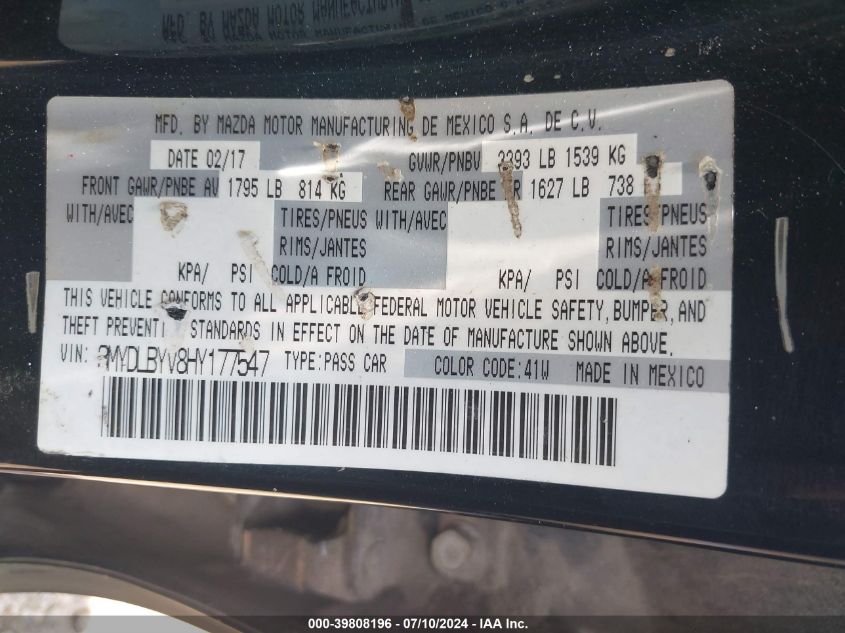 MFD. BY MAZDA MOTOR MANUFACTURING DE MEXICO S.A. DE C.V.
DATE 02/17 GVWR/PNBV 3393 LB 1539 KG
FRONT GAWR/PNBE AV 1795 LB 814 KG REAR GAWR/PNBE 1627 LB 738
WITH/AVEC TIRES/PNEUS WITH/AVEC TIRES/PNEUS
RIMS/JANTES RIMS/JANTES
KPA/ PSI COLD/A FROID KPA/ PSI COLD/A FROID
THIS VEHICLE CONFORMS TO ALL APPLICABLE FEDERAL MOTOR VEHICLE SAFETY, BUMPER, AND
THEFT PREVENTI STANDARDS IN EFFECT ON THE DATE OF MANUFACTURE SHOWN ABOVE.
VIN: 3MYDLBYV8HY177547 TYPE:PASS CAR COLOR CODE:41W MADE IN MEXICO
000-39808196 - 07/10/2024 - IAA Inc.